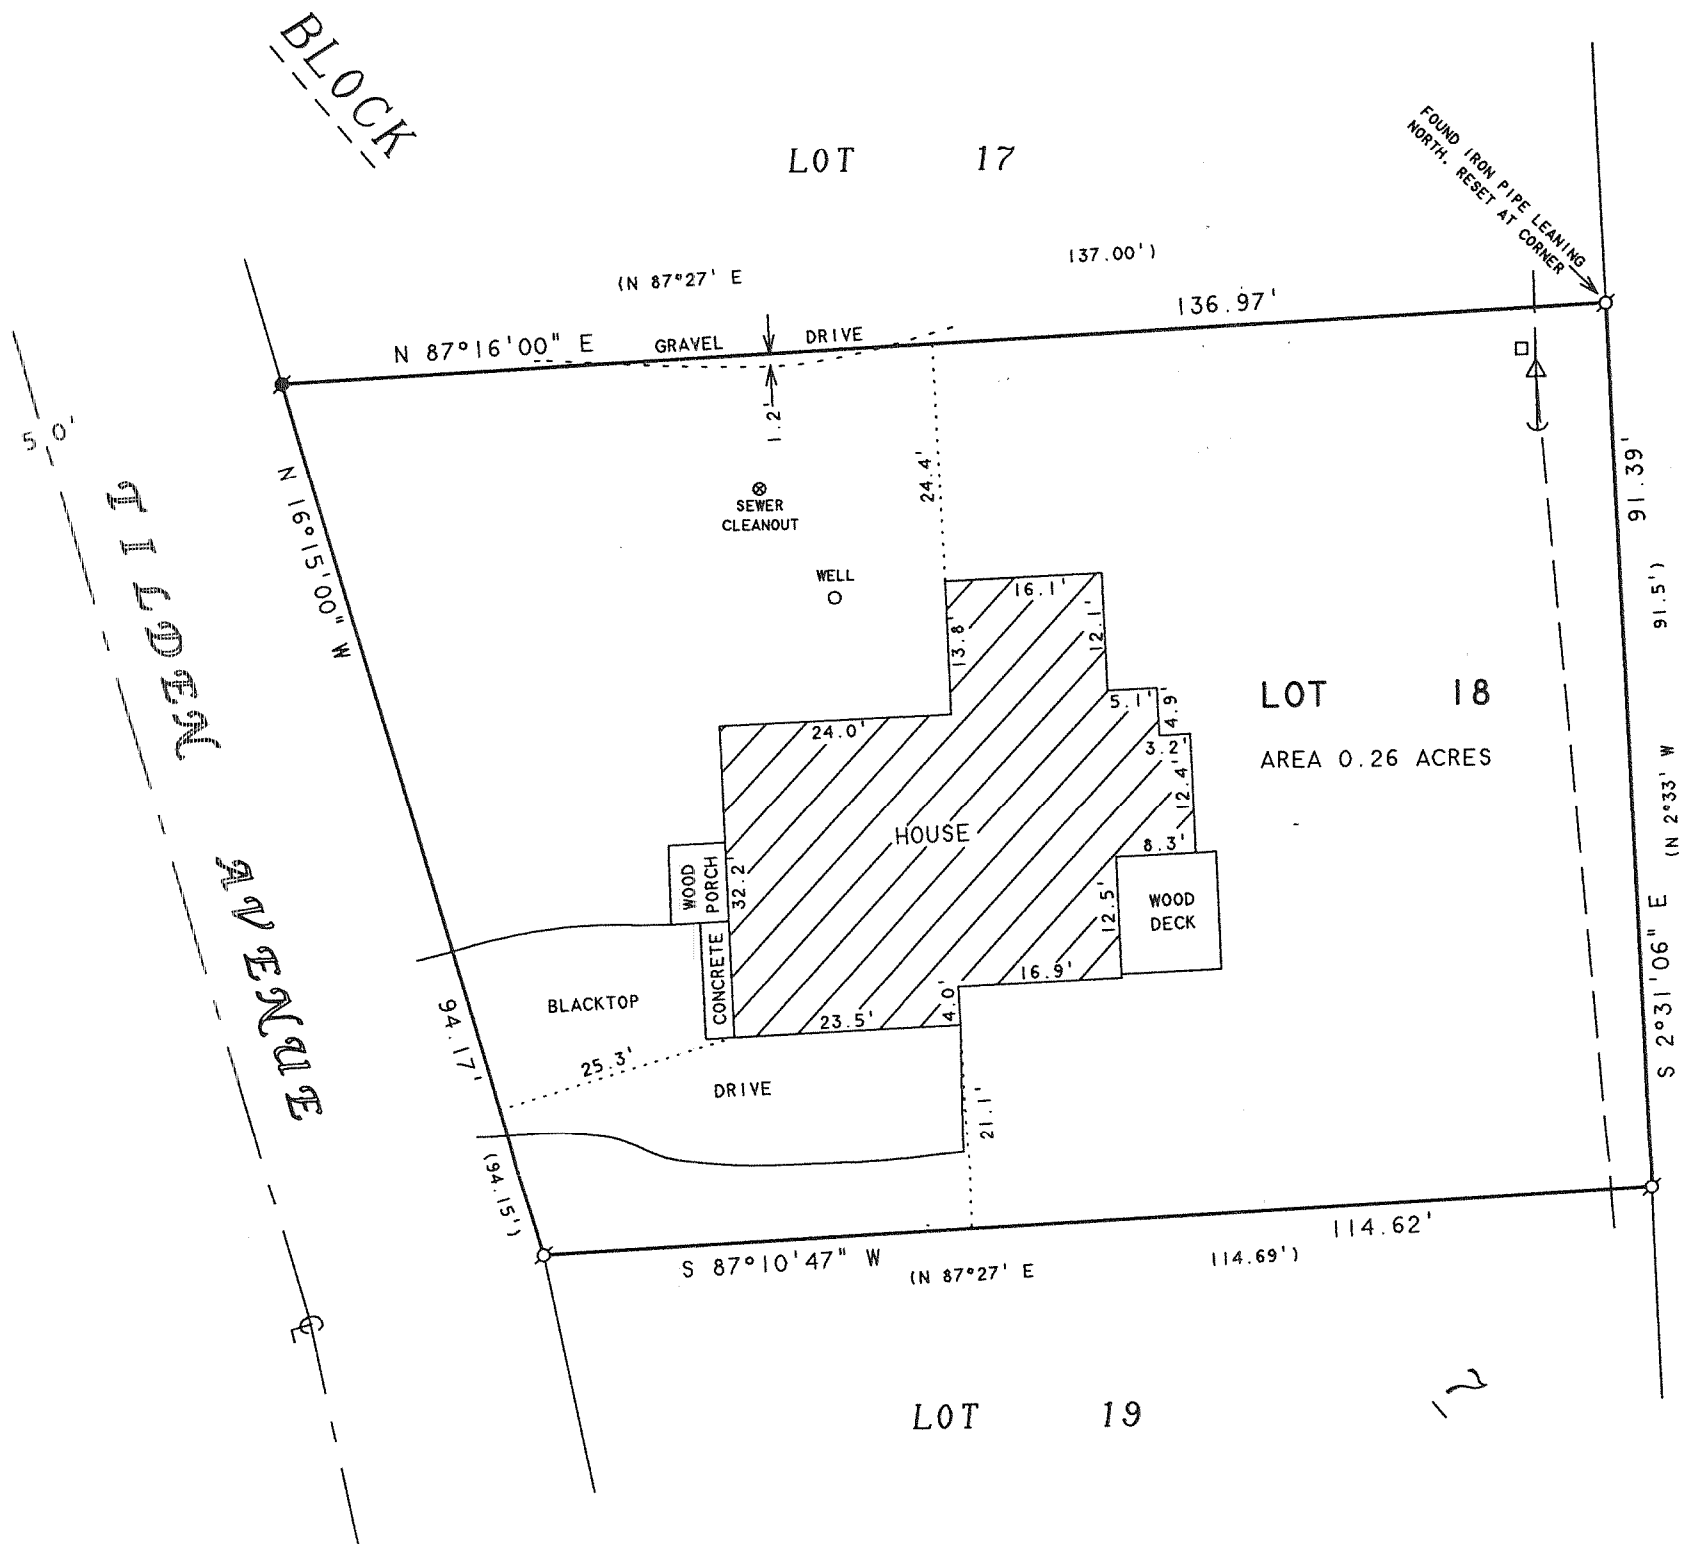 BLOCK
LOT 17
FOUND IRON PIPE LEANING
NORTH. RESET AT CORNER
(N 87°27' E 137.00')
N 87°16'00" E 136.97'
GRAVEL DRIVE
1.2'
50'
TILDEN AVENUE
N 16°15'00" W
94.17'
(94.15')
SEWER
CLEANOUT
WELL
24.4'
16.1'
13.8'
12.1'
5.1'
4.9'
3.2'
12.4'
24.0'
HOUSE
8.3'
32.2'
12.5'
16.9'
4.0'
23.5'
WOOD
PORCH
CONCRETE
WOOD
DECK
BLACKTOP
25.3'
DRIVE
21.1'
LOT 18
AREA 0.26 ACRES
91.39'
91.5')
(N 2°33' W
S 2°31'06" E
114.62'
S 87°10'47" W
(N 87°27' E 114.69')
LOT 19
2